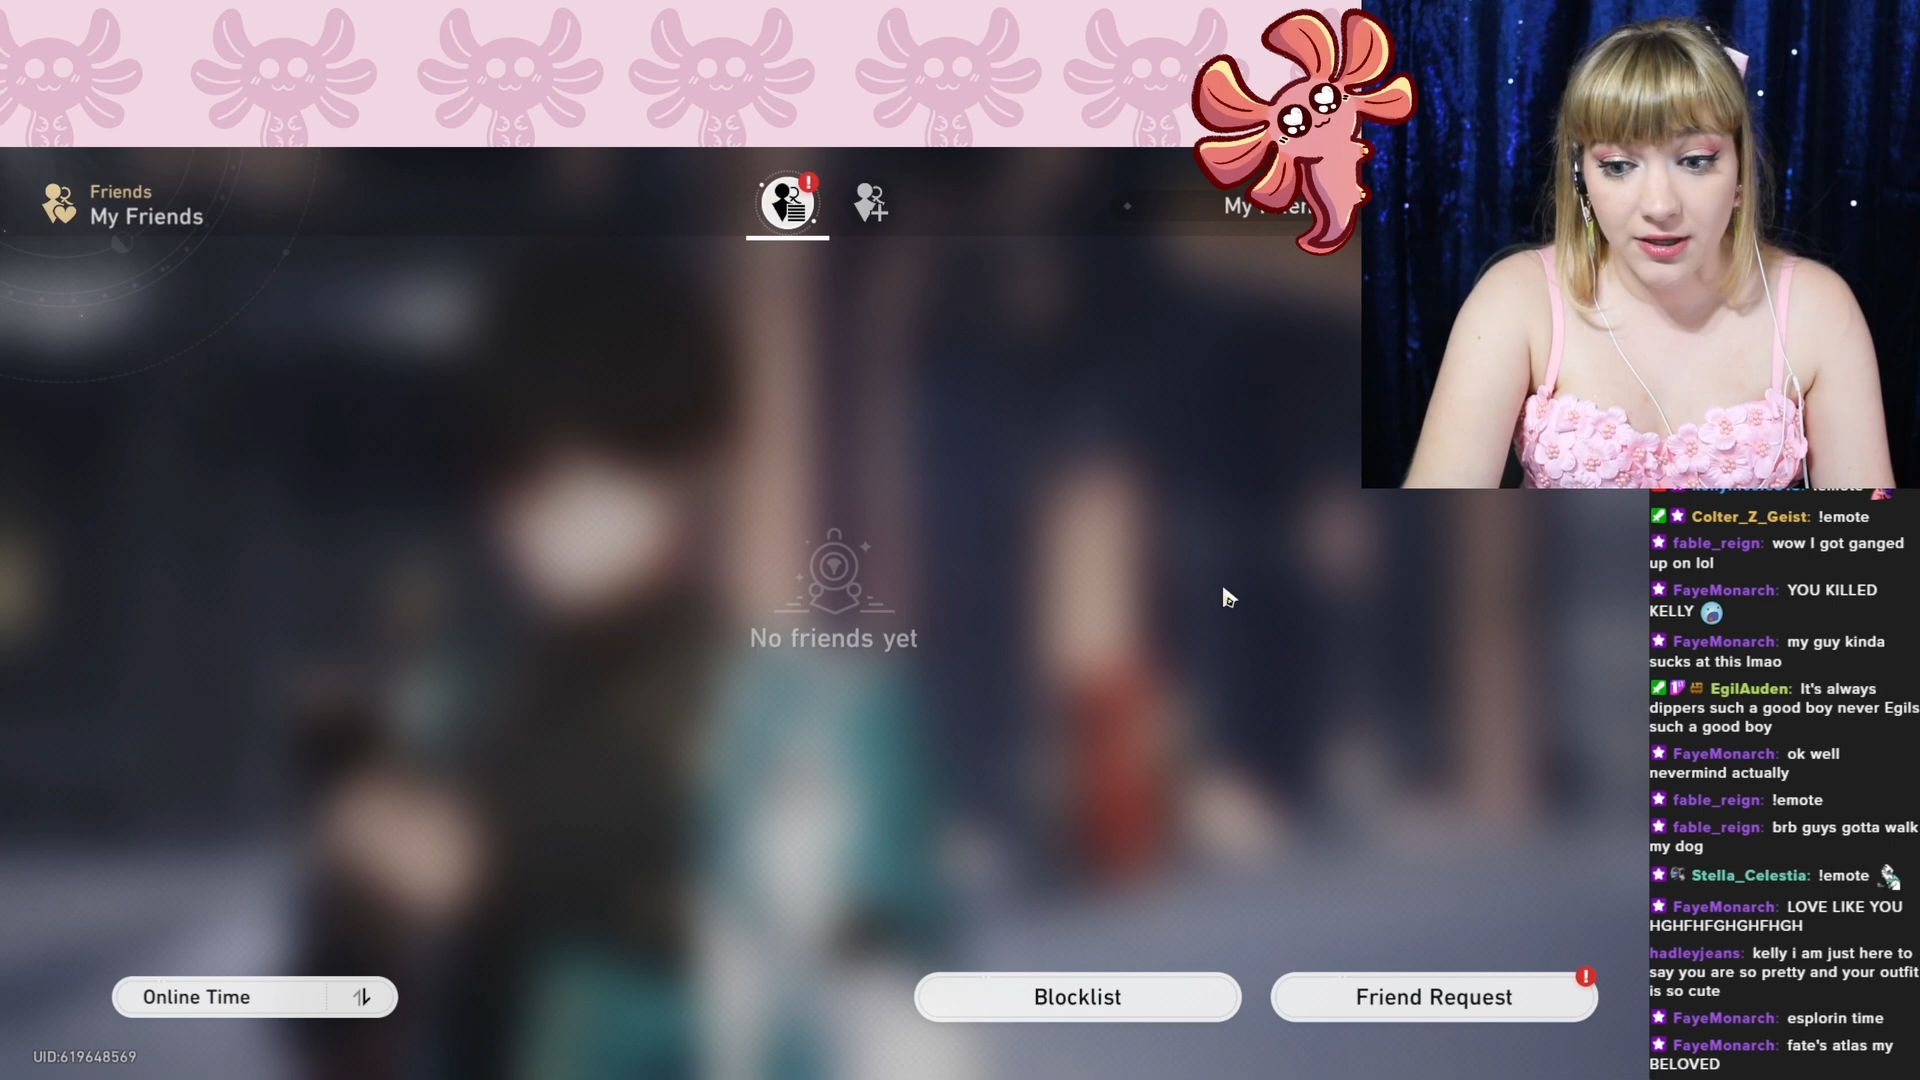 Friends
My Friends
My
No friends yet
Online Time
Blocklist
Friend Request
UID:619648569
Colter_Z_Geist: !emote
fable_reign: wow I got ganged
up on lol
FayeMonarch: YOU KILLED
KELLY
FayeMonarch: my guy kinda
sucks at this lmao
EgilAuden: It's always
dippers such a good boy never Egils
such a good boy
FayeMonarch: ok well
nevermind actually
fable_reign: !emote
fable_reign: brb guys gotta walk
my dog
Stella_Celestia: !emote
FayeMonarch: LOVE LIKE YOU
HGHFHFGHGHFHGH
hadleyjeans: kelly i am just here to
say you are so pretty and your outfit
is so cute
FayeMonarch: esplorin time
FayeMonarch: fate's atlas my
BELOVED